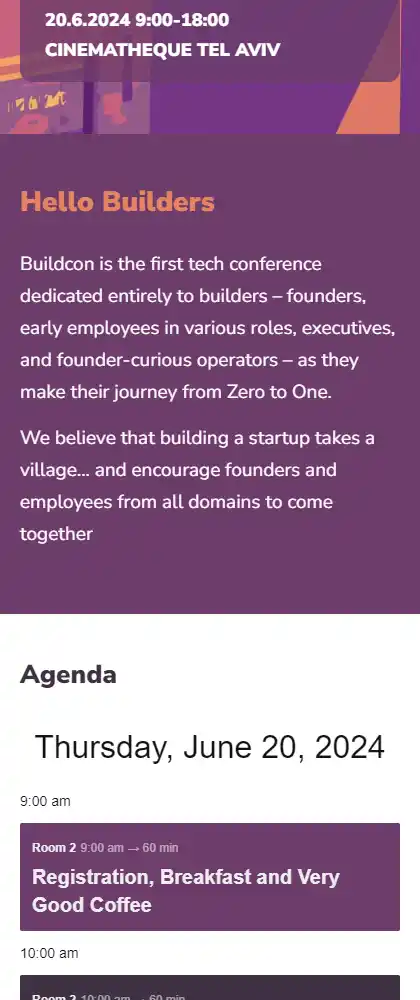 20.6.2024 9:00-18:00
CINEMATHEQUE TEL AVIV
Hello Builders
Buildcon is the first tech conference
dedicated entirely to builders – founders,
early employees in various roles, executives,
and founder-curious operators – as they
make their journey from Zero to One.
We believe that building a startup takes a
village... and encourage founders and
employees from all domains to come
together
Agenda
Thursday, June 20, 2024
9:00 am
Room 2 9:00 am → 60 min
Registration, Breakfast and Very
Good Coffee
10:00 am
Room 2 10:00 am → 60 min